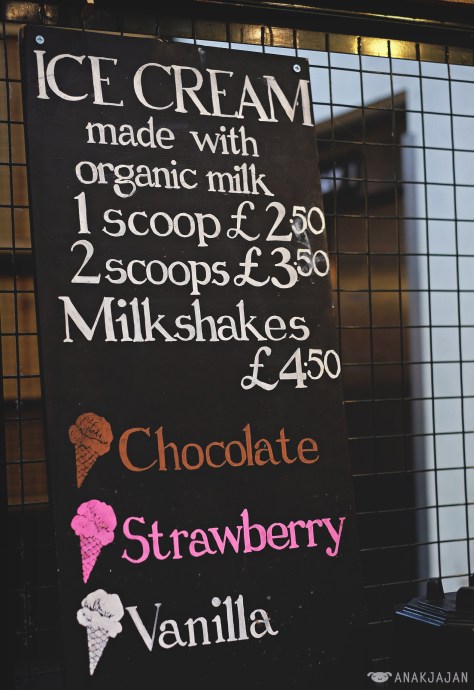 ICE CREAM
made with
organic milk
1 scoop £2.50
2 scoops £3.50
Milkshakes
£4.50
Chocolate
Strawberry
Vanilla
ANAKJAJAN